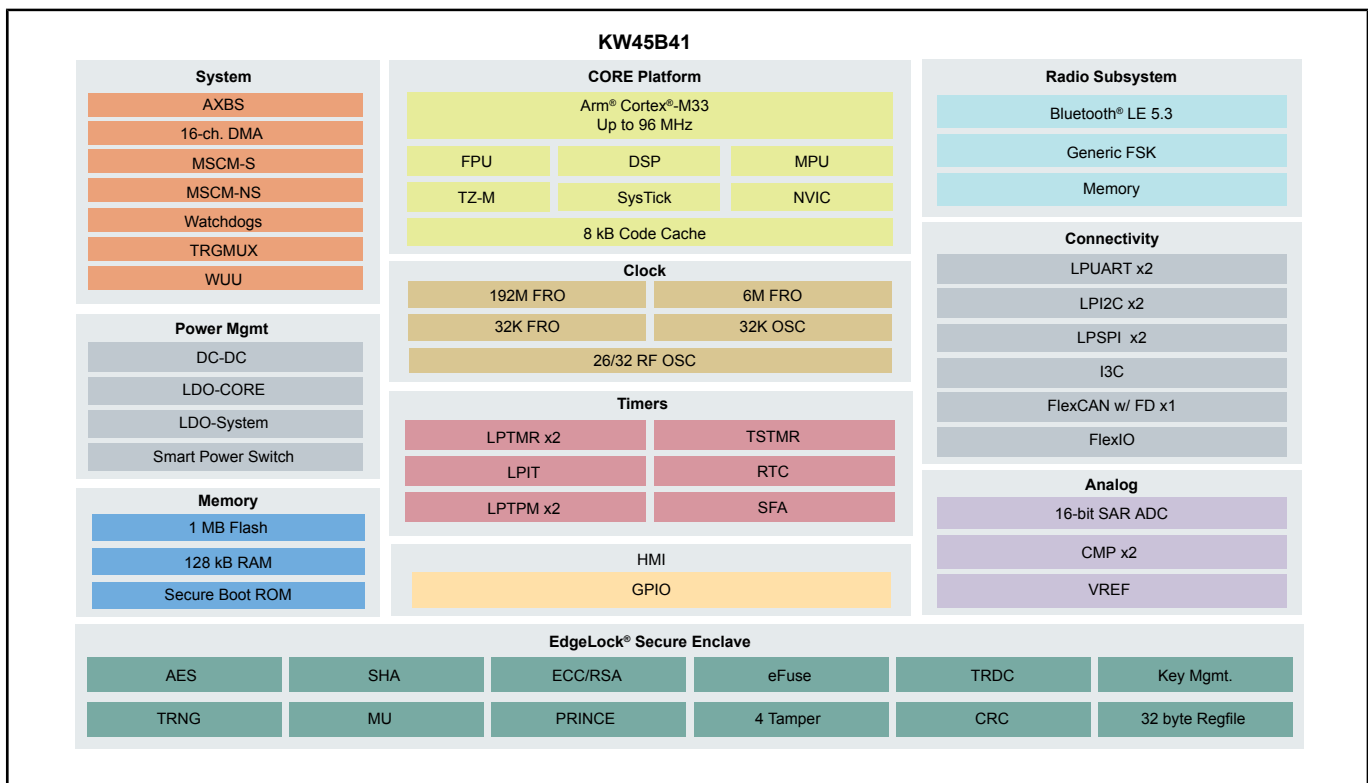 KW45B41
System
AXBS
16-ch. DMA
MSCM-S
MSCM-NS
Watchdogs
TRGMUX
WUU
Power Mgmt
DC-DC
LDO-CORE
LDO-System
Smart Power Switch
Memory
1 MB Flash
128 kB RAM
Secure Boot ROM
CORE Platform
Arm® Cortex®-M33
Up to 96 MHz
FPU
DSP
MPU
TZ-M
SysTick
NVIC
8 kB Code Cache
Clock
192M FRO
6M FRO
32K FRO
32K OSC
26/32 RF OSC
Timers
LPTMR x2
TSTMR
LPIT
RTC
LPTPM x2
SFA
HMI
GPIO
Radio Subsystem
Bluetooth® LE 5.3
Generic FSK
Memory
Connectivity
LPUART x2
LPI2C x2
LPSPI x2
I3C
FlexCAN w/ FD x1
FlexIO
Analog
16-bit SAR ADC
CMP x2
VREF
EdgeLock® Secure Enclave
AES
SHA
ECC/RSA
eFuse
TRDC
Key Mgmt.
TRNG
MU
PRINCE
4 Tamper
CRC
32 byte Regfile